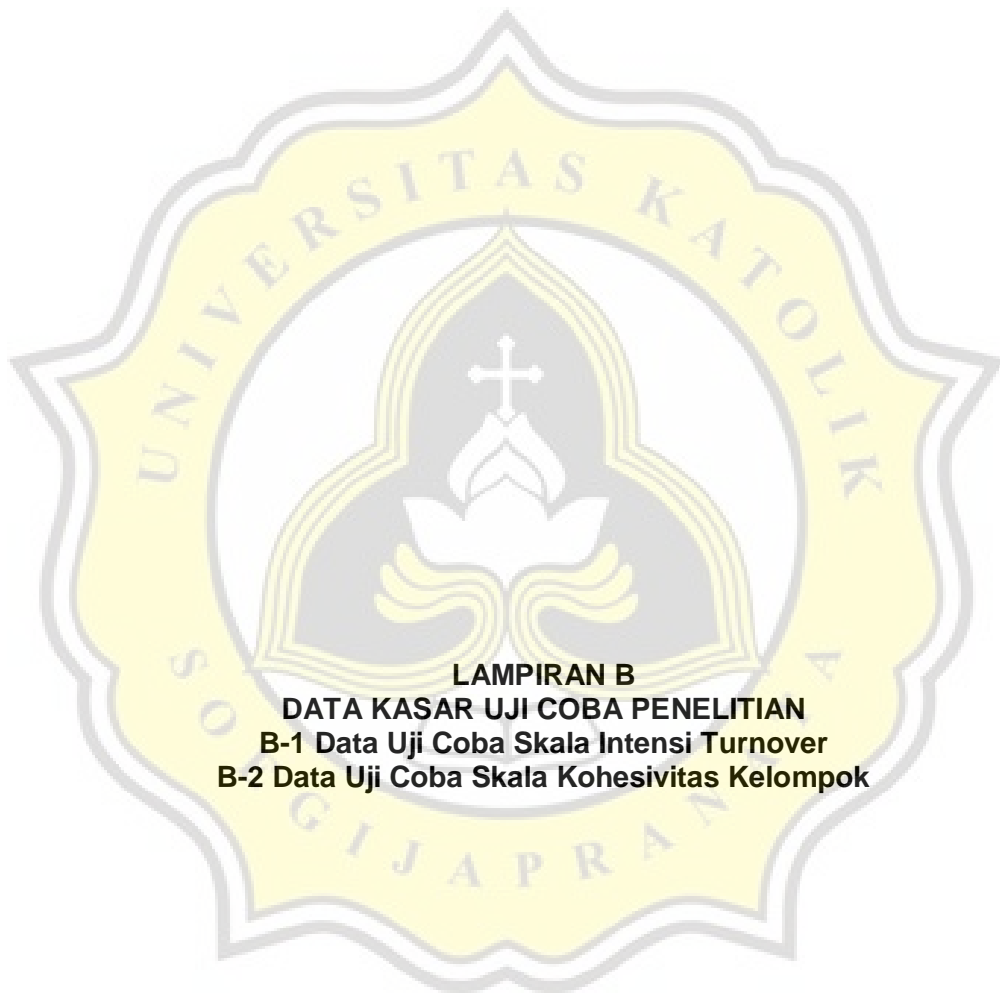 UNIVERSITAS KATOLIK
LAMPIRAN B
DATA KASAR UJI COBA PENELITIAN
B-1 Data Uji Coba Skala Intensi Turnover
B-2 Data Uji Coba Skala Kohesivitas Kelompok
SOEGIJAPRANATA